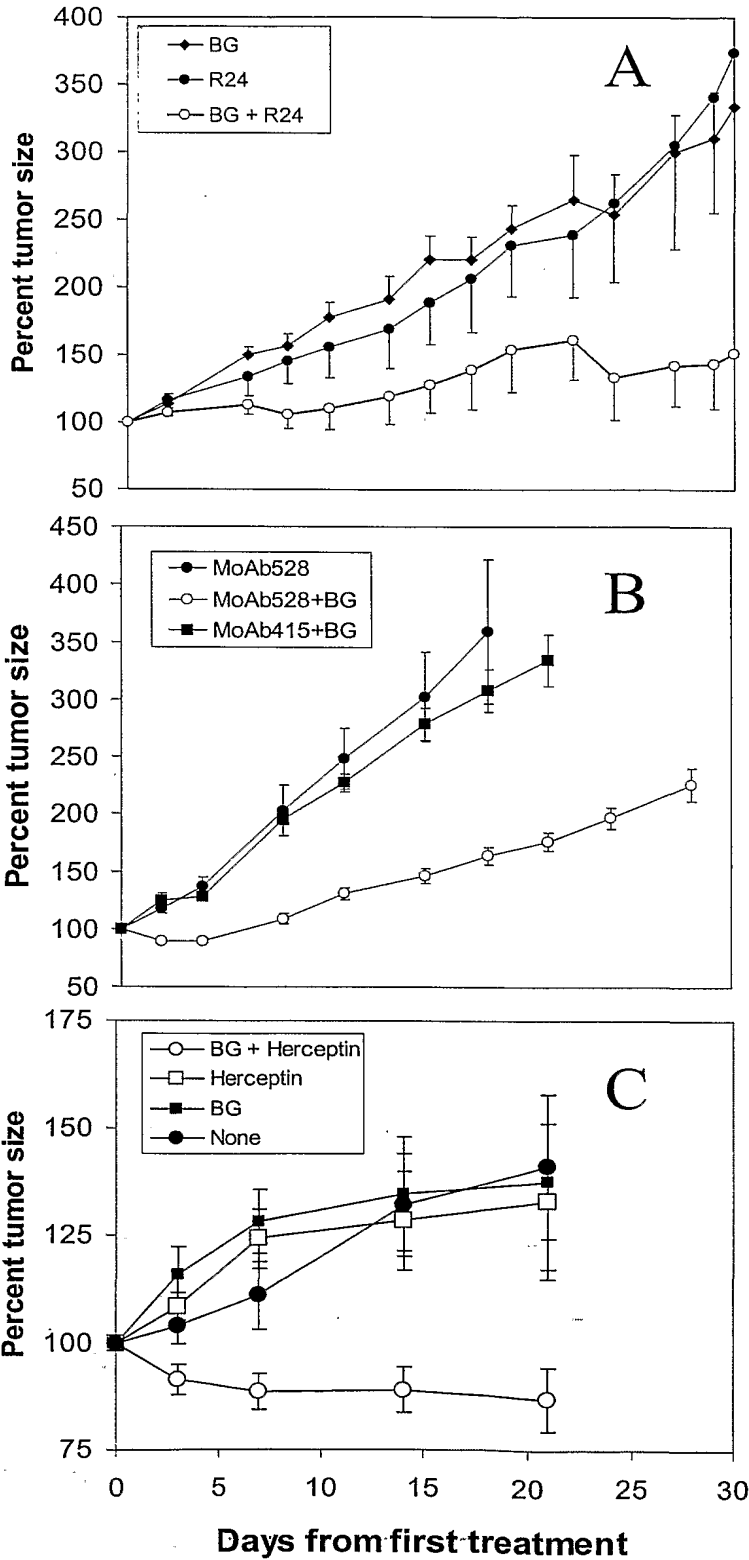 400
350
300
250
200
150
100
50
Percent tumor size
BG
R24
BG + R24
A
450
400
350
300
250
200
150
100
50
Percent tumor size
MoAb528
MoAb528+BG
MoAb415+BG
B
175
150
125
100
75
Percent tumor size
BG + Herceptin
Herceptin
BG
None
C
0 5 10 15 20 25 30
Days from first treatment